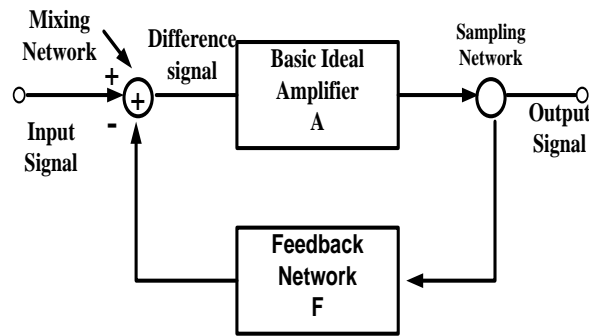 Mixing
Network
Difference
signal
Basic Ideal
Amplifier
A
Sampling
Network
+
+
-
Input
Signal
Output
Signal
Feedback
Network
F